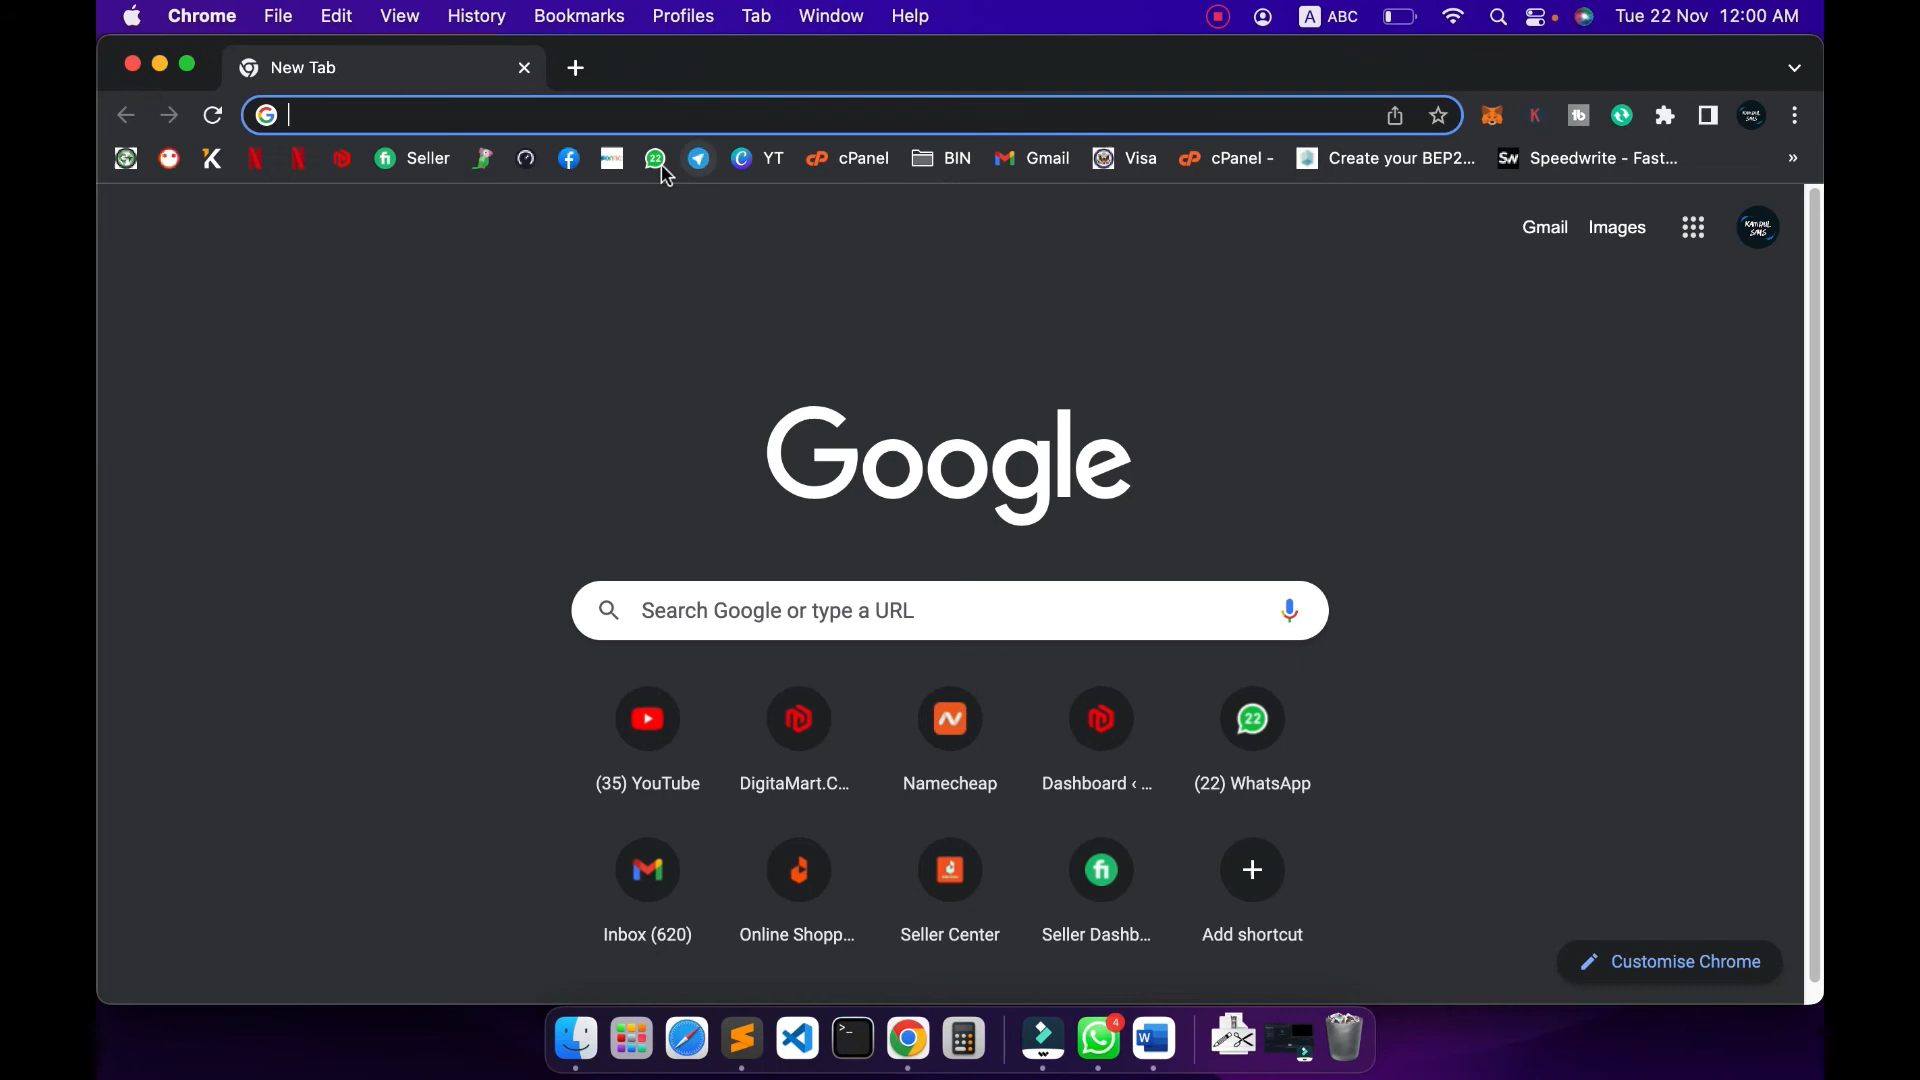 Chrome File Edit View History Bookmarks Profiles Tab Window Help A ABC Tue 22 Nov 12:00 AM
New Tab
Seller 22 YT cPanel BIN Gmail Visa cPanel - Create your BEP2... Speedwrite - Fast... »
Gmail Images
Google
Search Google or type a URL
22
(35) YouTube DigitaMart.C... Namecheap Dashboard ‹ ... (22) WhatsApp
Inbox (620) Online Shopp... Seller Center Seller Dashb... Add shortcut
Customise Chrome
4